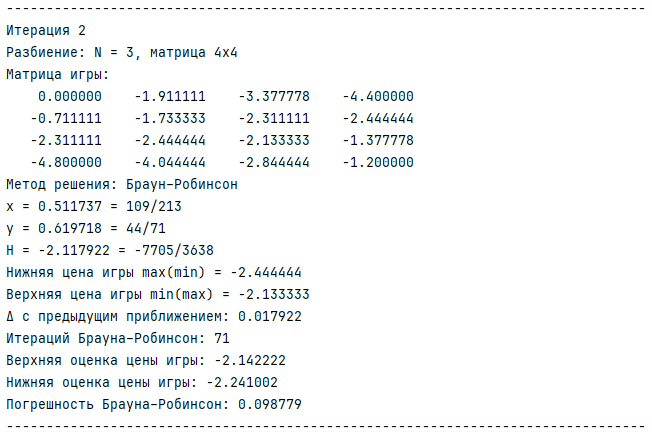 --------------------------------------------------------------------------------
Итерация 2
Разбиение: N = 3, матрица 4x4
Матрица игры:
0.000000 -1.911111 -3.377778 -4.400000
-0.711111 -1.733333 -2.311111 -2.444444
-2.311111 -2.444444 -2.133333 -1.377778
-4.800000 -4.044444 -2.844444 -1.200000
Метод решения: Браун–Робинсон
x = 0.511737 = 109/213
y = 0.619718 = 44/71
H = -2.117922 = -7705/3638
Нижняя цена игры max(min) = -2.444444
Верхняя цена игры min(max) = -2.133333
Δ с предыдущим приближением: 0.017922
Итераций Брауна–Робинсон: 71
Верхняя оценка цены игры: -2.142222
Нижняя оценка цены игры: -2.241002
Погрешность Брауна–Робинсон: 0.098779
--------------------------------------------------------------------------------